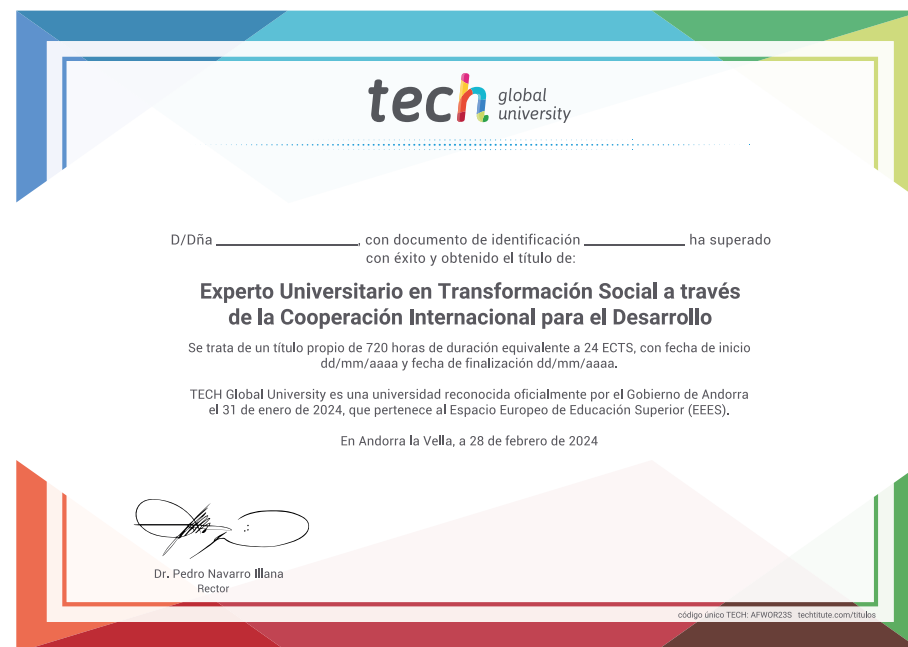 tech global university
D/Dña ____________, con documento de identificación ____________ ha superado
con éxito y obtenido el título de:
Experto Universitario en Transformación Social a través
de la Cooperación Internacional para el Desarrollo
Se trata de un título propio de 720 horas de duración equivalente a 24 ECTS, con fecha de inicio
dd/mm/aaaa y fecha de finalización dd/mm/aaaa.
TECH Global University es una universidad reconocida oficialmente por el Gobierno de Andorra
el 31 de enero de 2024, que pertenece al Espacio Europeo de Educación Superior (EEES).
En Andorra la Vella, a 28 de febrero de 2024
Dr. Pedro Navarro Illana
Rector
código único TECH: AFWOR23S techtitute.com/titulos